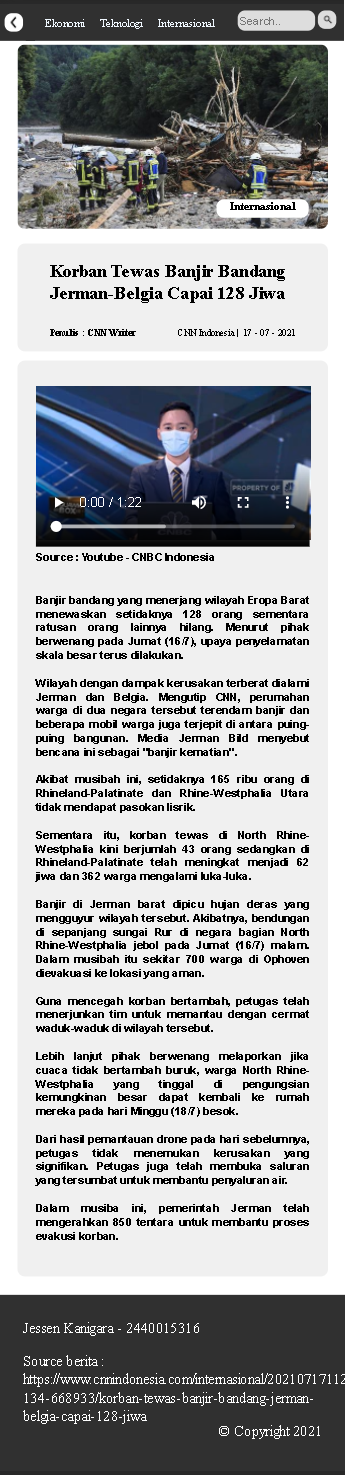 Ekonomi Teknologi Internasional Search..
Internasional
Korban Tewas Banjir Bandang
Jerman-Belgia Capai 128 Jiwa
Penulis : CNN Writer CNN Indonesia | 17 - 07 - 2021
PROPERTY OF
CNBC
0:00 / 1:22
Source : Youtube - CNBC Indonesia
Banjir bandang yang menerjang wilayah Eropa Barat
menewaskan setidaknya 128 orang sementara
ratusan orang lainnya hilang. Menurut pihak
berwenang pada Jumat (16/7), upaya penyelamatan
skala besar terus dilakukan.
Wilayah dengan dampak kerusakan terberat dialami
Jerman dan Belgia. Mengutip CNN, perumahan
warga di dua negara tersebut terendam banjir dan
beberapa mobil warga juga terjepit di antara puing-
puing bangunan. Media Jerman Bild menyebut
bencana ini sebagai "banjir kematian".
Akibat musibah ini, setidaknya 165 ribu orang di
Rhineland-Palatinate dan Rhine-Westphalia Utara
tidak mendapat pasokan lisrik.
Sementara itu, korban tewas di North Rhine-
Westphalia kini berjumlah 43 orang sedangkan di
Rhineland-Palatinate telah meningkat menjadi 62
jiwa dan 362 warga mengalami luka-luka.
Banjir di Jerman barat dipicu hujan deras yang
mengguyur wilayah tersebut. Akibatnya, bendungan
di sepanjang sungai Rur di negara bagian North
Rhine-Westphalia jebol pada Jumat (16/7) malam.
Dalam musibah itu sekitar 700 warga di Ophoven
dievakuasi ke lokasi yang aman.
Guna mencegah korban bertambah, petugas telah
menerjunkan tim untuk memantau dengan cermat
waduk-waduk di wilayah tersebut.
Lebih lanjut pihak berwenang melaporkan jika
cuaca tidak bertambah buruk, warga North Rhine-
Westphalia yang tinggal di pengungsian
kemungkinan besar dapat kembali ke rumah
mereka pada hari Minggu (18/7) besok.
Dari hasil pemantauan drone pada hari sebelumnya,
petugas tidak menemukan kerusakan yang
signifikan. Petugas juga telah membuka saluran
yang tersumbat untuk membantu penyaluran air.
Dalam musiba ini, pemerintah Jerman telah
mengerahkan 850 tentara untuk membantu proses
evakusi korban.
Jessen Kanigara - 2440015316
Source berita :
https://www.cnnindonesia.com/internasional/20210717112
134-668933/korban-tewas-banjir-bandang-jerman-
belgia-capai-128-jiwa
© Copyright 2021